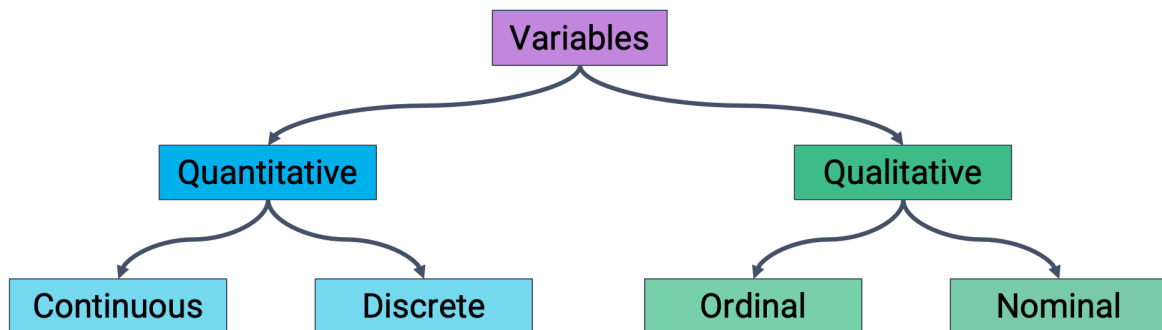 Variables
Quantitative
Qualitative
Continuous
Discrete
Ordinal
Nominal